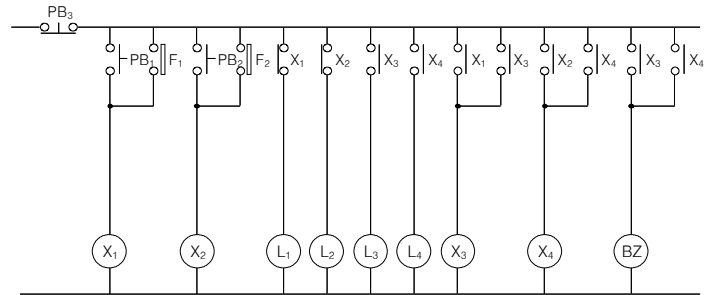 PB₃
PB₁ F₁ PB₂ F₂ X₁ X₂ X₃ X₄ X₁ X₃ X₂ X₄ X₃ X₄
X₁ X₂ L₁ L₂ L₃ L₄ X₃ X₄ BZ